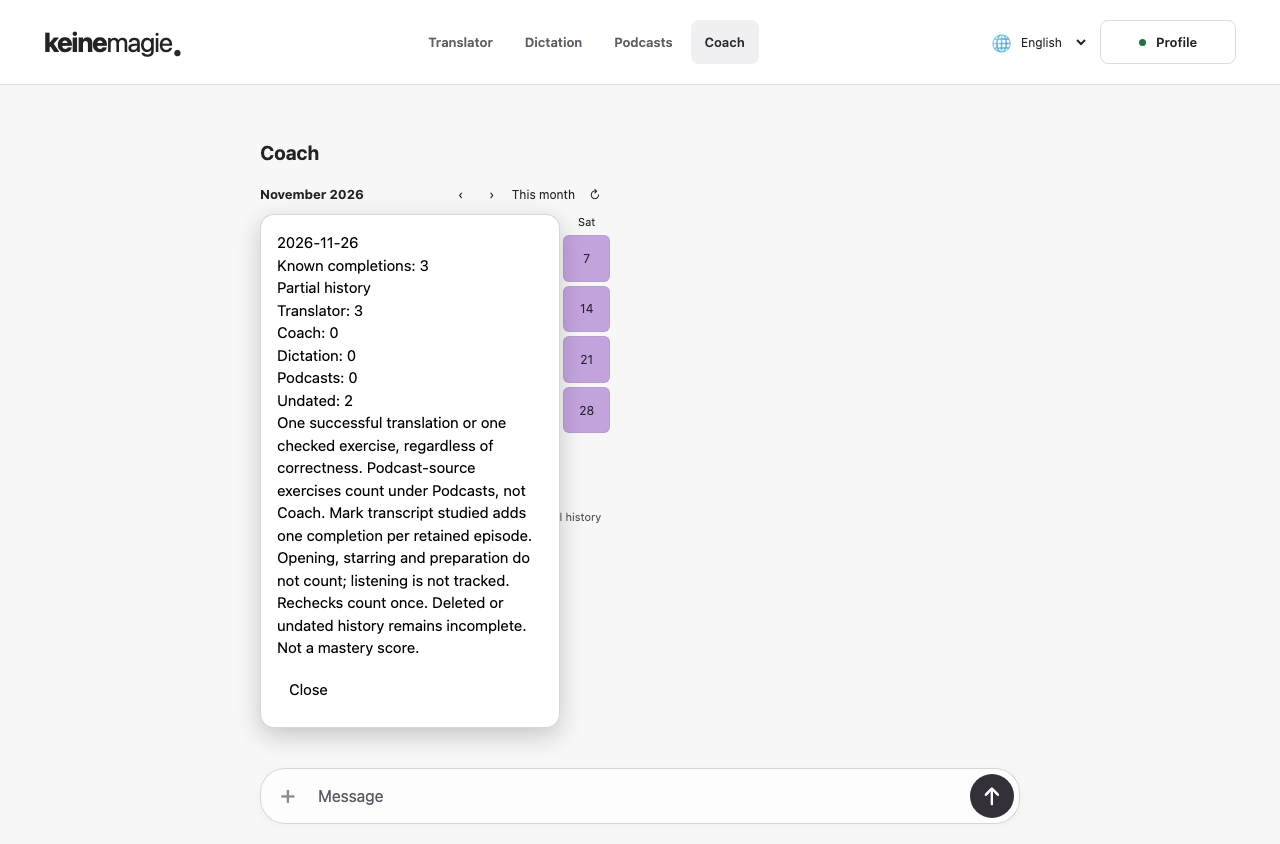 keinemagie.
Translator
Dictation
Podcasts
Coach
English
Profile
Coach
November 2026
This month
Sat
7
14
21
28
2026-11-26
Known completions: 3
Partial history
Translator: 3
Coach: 0
Dictation: 0
Podcasts: 0
Undated: 2
One successful translation or one
checked exercise, regardless of
correctness. Podcast-source
exercises count under Podcasts, not
Coach. Mark transcript studied adds
one completion per retained episode.
Opening, starring and preparation do
not count; listening is not tracked.
Rechecks count once. Deleted or
undated history remains incomplete.
Not a mastery score.
Close
history
Message